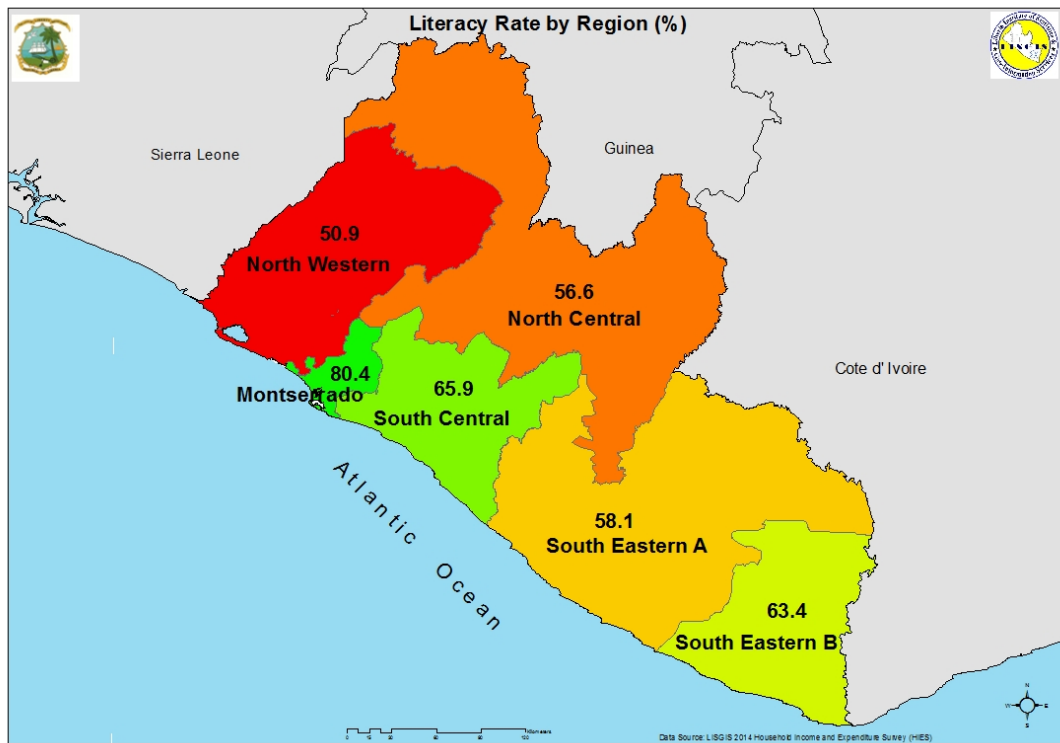 Literacy Rate by Region (%)
Sierra Leone
Guinea
50.9
North Western
56.6
North Central
Cote d' Ivoire
80.4
Montserrado
65.9
South Central
Atlantic Ocean
58.1
South Eastern A
63.4
South Eastern B
N
W E
S
Kilometers
Data Source: LISGIS 2014 Household Income and Expenditure Survey (HIES)